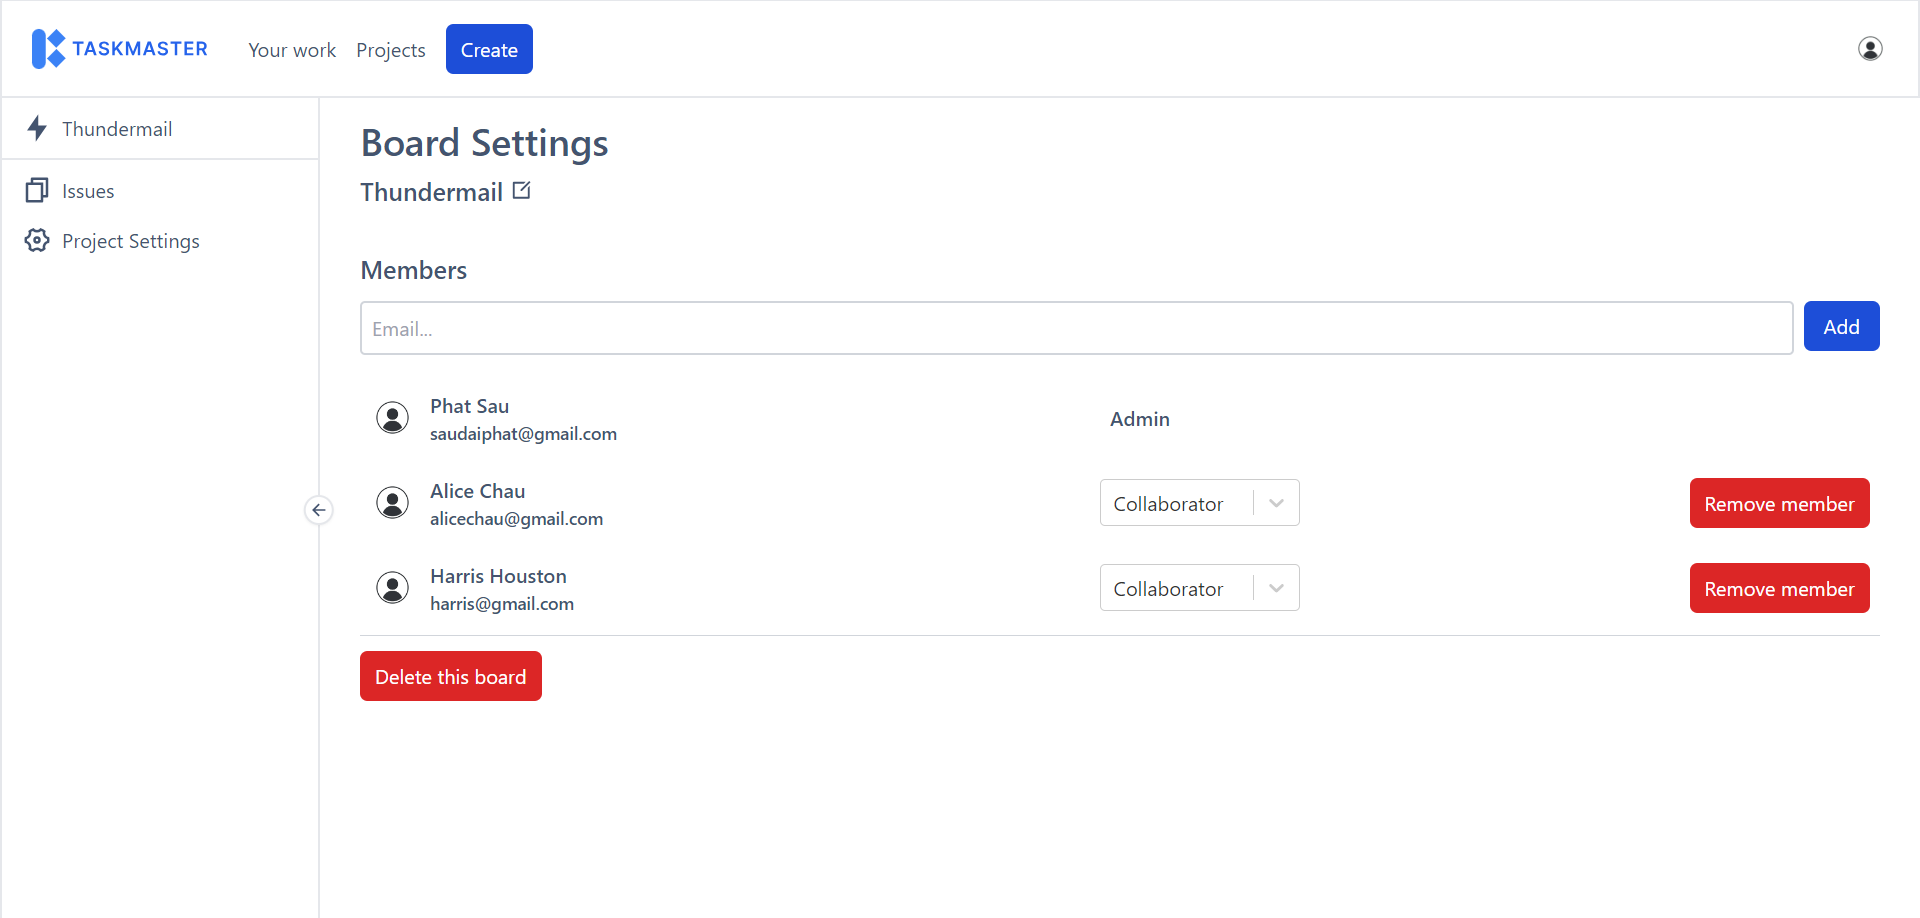 TASKMASTER
Your work
Projects
Create
Thundermail
Issues
Project Settings
Board Settings
Thundermail
Members
Email...
Add
Phat Sau
saudaiphat@gmail.com
Admin
Alice Chau
alicechau@gmail.com
Collaborator
Remove member
Harris Houston
harris@gmail.com
Collaborator
Remove member
Delete this board